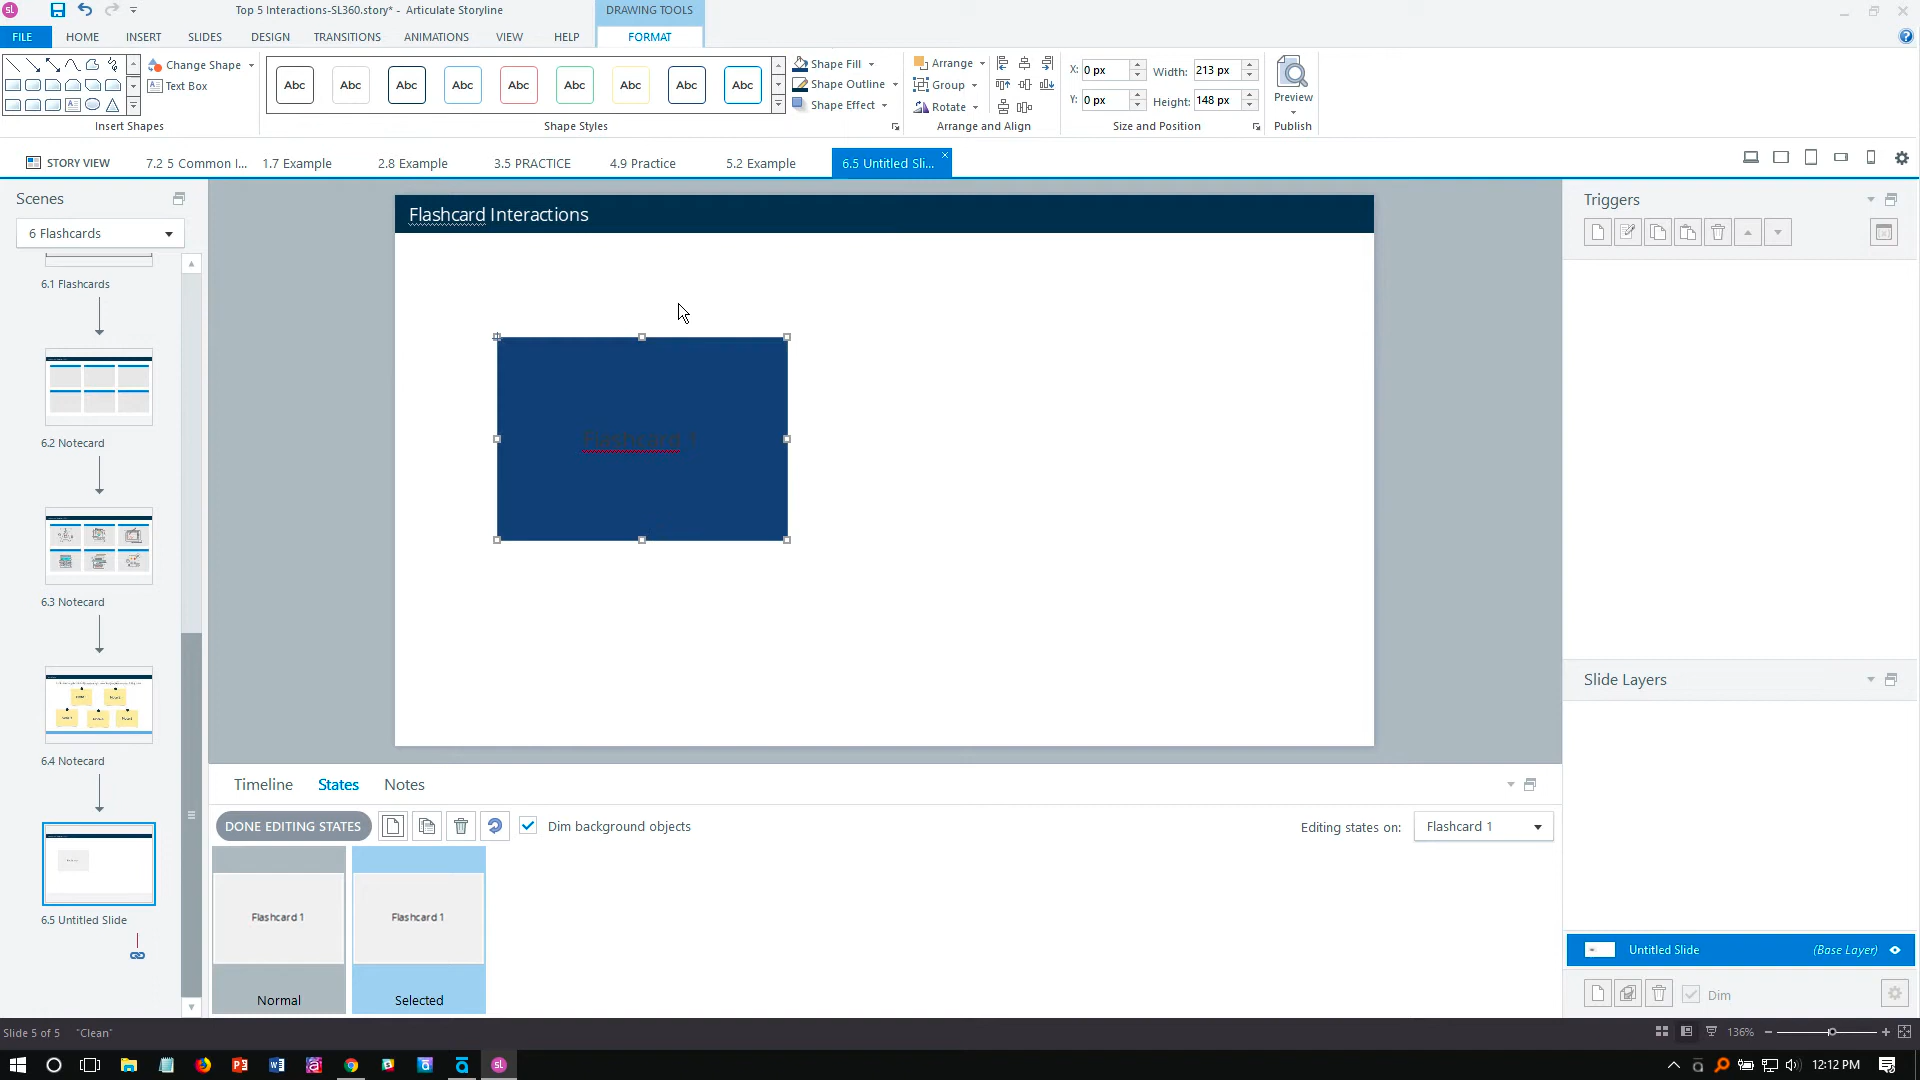 Top 5 Interactions-SL360.story* - Articulate Storyline
DRAWING TOOLS
FILE HOME INSERT SLIDES DESIGN TRANSITIONS ANIMATIONS VIEW HELP FORMAT
Change Shape
Text Box
Insert Shapes
Abc Abc Abc Abc Abc Abc Abc Abc Abc
Shape Styles
Shape Fill
Shape Outline
Shape Effect
Arrange
Group
Rotate
Arrange and Align
X: 0 px Width: 213 px
Y: 0 px Height: 148 px
Size and Position
Preview
Publish
STORY VIEW 7.2 5 Common I... 1.7 Example 2.8 Example 3.5 PRACTICE 4.9 Practice 5.2 Example 6.5 Untitled Sli...
Scenes
6 Flashcards
6.1 Flashcards
6.2 Notecard
6.3 Notecard
6.4 Notecard
6.5 Untitled Slide
Flashcard Interactions
Flashcard 1
Triggers
Slide Layers
Untitled Slide (Base Layer)
Dim
Timeline States Notes
DONE EDITING STATES Dim background objects Editing states on: Flashcard 1
Flashcard 1 Flashcard 1
Normal Selected
Slide 5 of 5 "Clean" 136%
12:12 PM